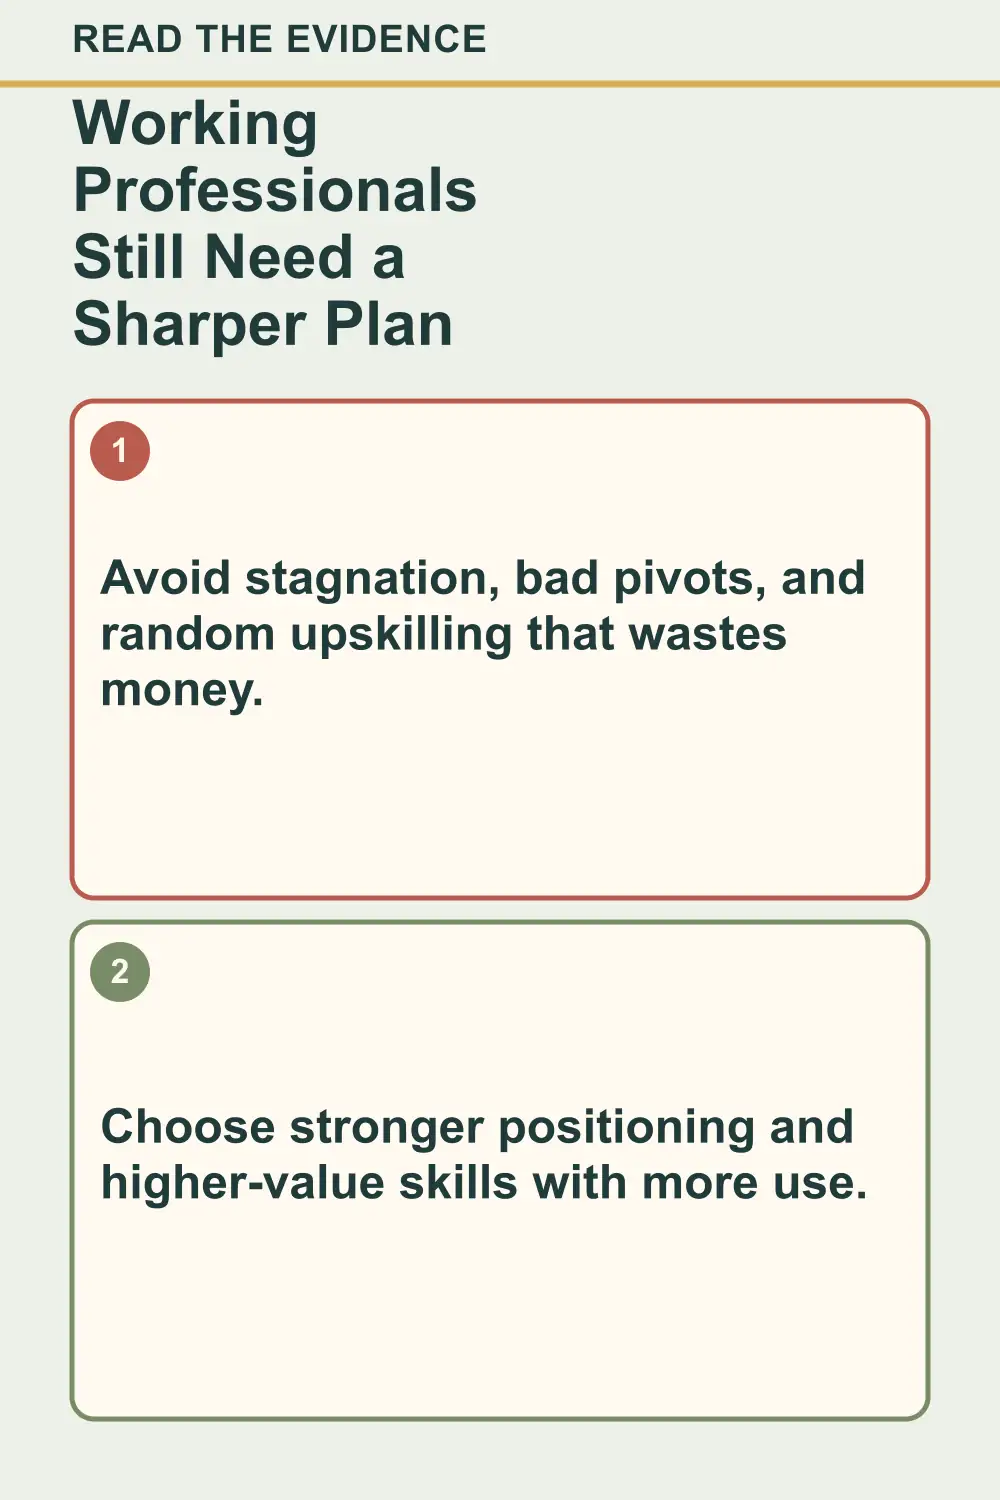 READ THE EVIDENCE
Working
Professionals
Still Need a
Sharper Plan
1
Avoid stagnation, bad pivots, and
random upskilling that wastes
money.
2
Choose stronger positioning and
higher-value skills with more use.